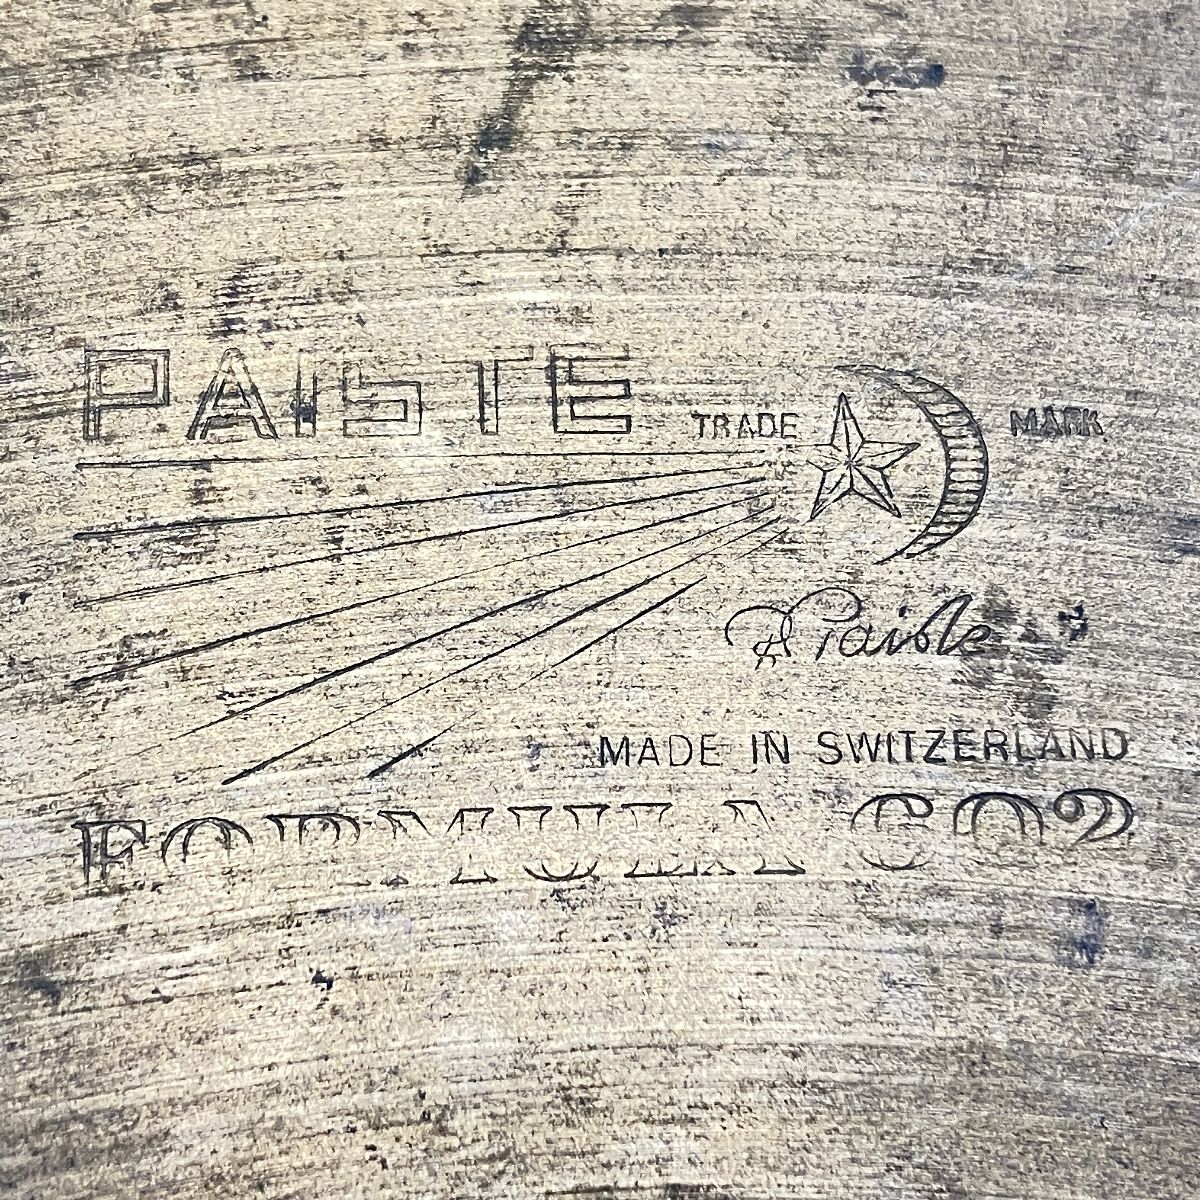 PAISTE
TRADE MARK
R Paiste
MADE IN SWITZERLAND
FORMULA 602